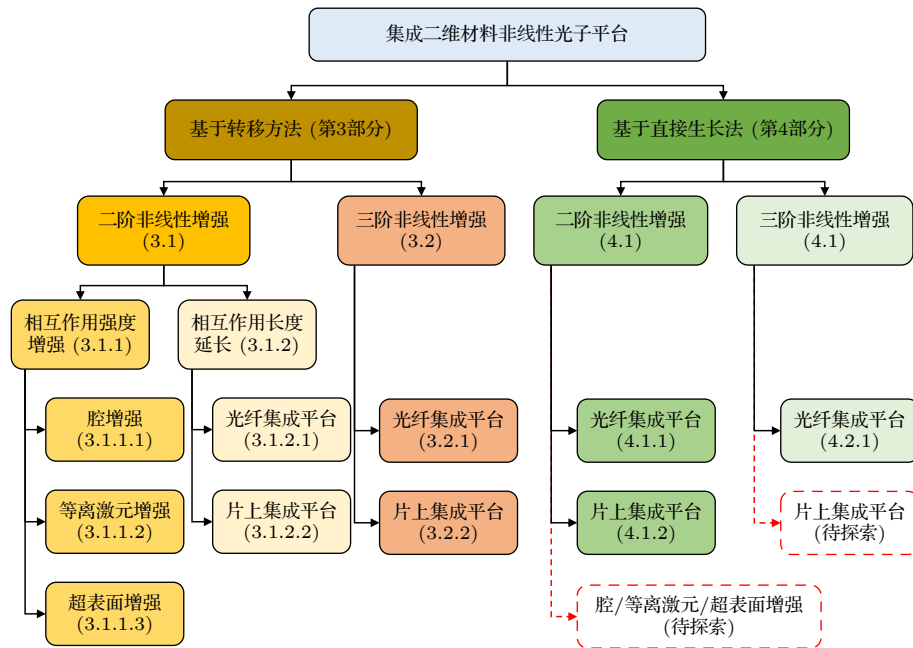 集成二维材料非线性光子平台
基于转移方法 (第3部分)
基于直接生长法 (第4部分)
二阶非线性增强
(3.1)
三阶非线性增强
(3.2)
二阶非线性增强
(4.1)
三阶非线性增强
(4.1)
相互作用强度
增强 (3.1.1)
相互作用长度
延长 (3.1.2)
腔增强
(3.1.1.1)
光纤集成平台
(3.1.2.1)
光纤集成平台
(3.2.1)
光纤集成平台
(4.1.1)
光纤集成平台
(4.2.1)
等离激元增强
(3.1.1.2)
片上集成平台
(3.1.2.2)
片上集成平台
(3.2.2)
片上集成平台
(4.1.2)
片上集成平台
(待探索)
超表面增强
(3.1.1.3)
腔/等离激元/超表面增强
(待探索)